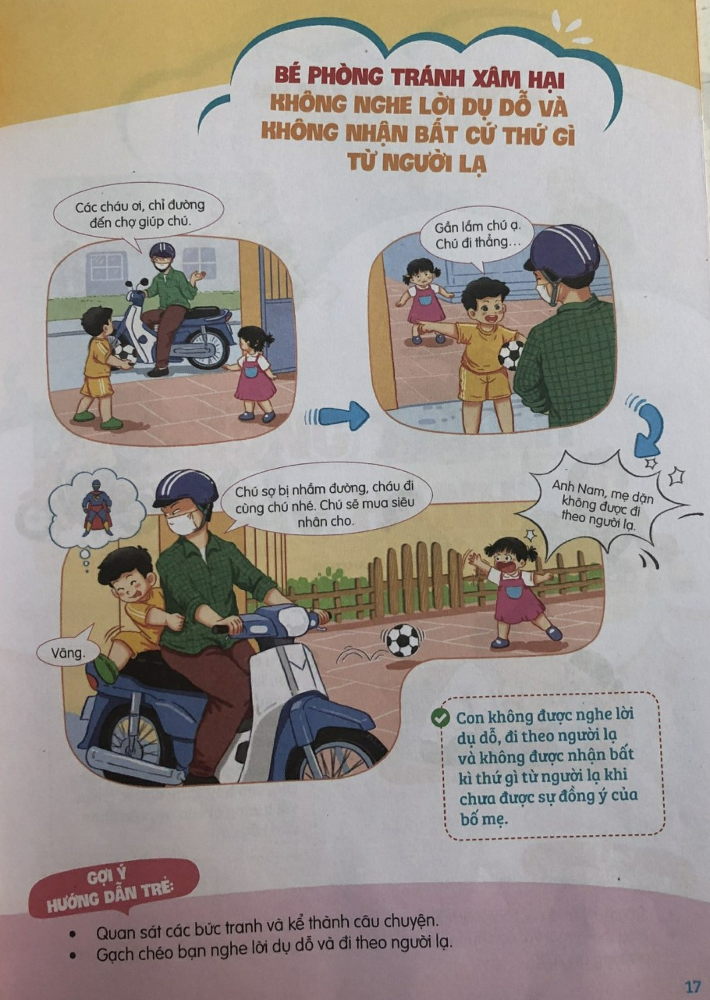 BÉ PHÒNG TRÁNH XÂM HẠI
KHÔNG NGHE LỜI DỤ DỖ VÀ
KHÔNG NHẬN BẤT CỨ THỨ GÌ
TỪ NGƯỜI LẠ
Các cháu ơi, chỉ đường
đến chợ giúp chú.
Gần lắm chú ạ.
Chú đi thẳng...
Chú sợ bị nhầm đường, cháu đi
cùng chú nhé. Chú sẽ mua siêu
nhân cho.
Anh Nam, mẹ dặn
không được đi
theo người lạ.
Vâng.
Con không được nghe lời
dụ dỗ, đi theo người lạ
và không được nhận bất
kì thứ gì từ người lạ khi
chưa được sự đồng ý của
bố mẹ.
GỢI Ý
HƯỚNG DẪN TRẺ:
• Quan sát các bức tranh và kể thành câu chuyện.
• Gạch chéo bạn nghe lời dụ dỗ và đi theo người lạ.
17